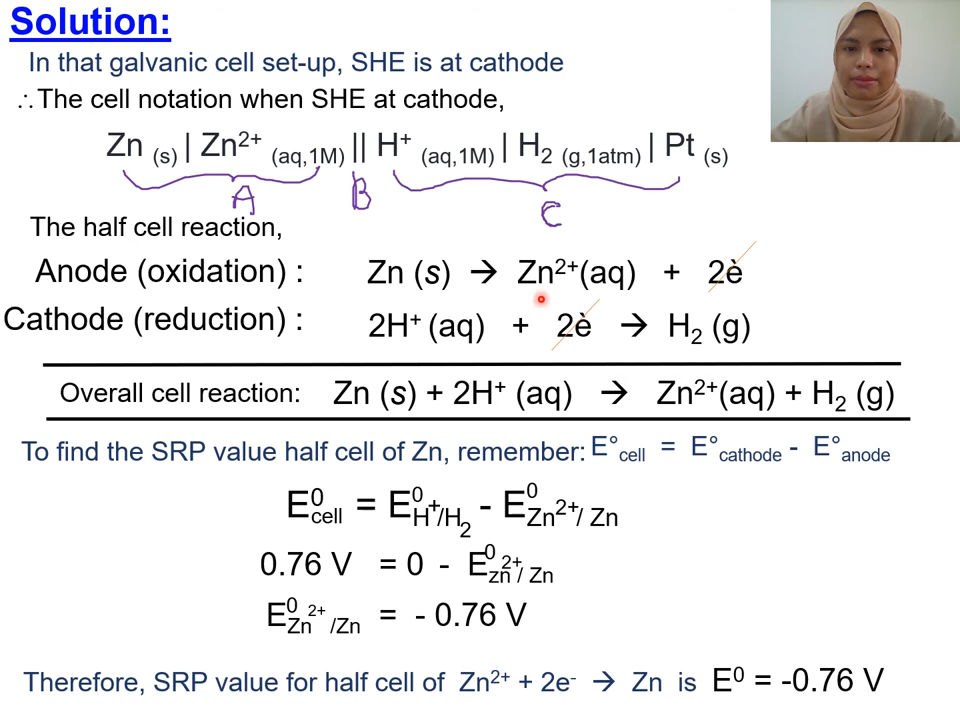 Solution:
In that galvanic cell set-up, SHE is at cathode
∴The cell notation when SHE at cathode,
Zn (s) | Zn²⁺ (aq,1M) || H⁺ (aq,1M) | H₂ (g,1atm) | Pt (s)
A B C
The half cell reaction,
Anode (oxidation) : Zn (s) → Zn²⁺(aq) + 2è
Cathode (reduction) : 2H⁺ (aq) + 2è → H₂ (g)
Overall cell reaction: Zn (s) + 2H⁺ (aq) → Zn²⁺(aq) + H₂ (g)
To find the SRP value half cell of Zn, remember: E°cell = E°cathode - E°anode
E⁰cell = E⁰H⁺/H₂ - E⁰Zn²⁺/ Zn
0.76 V = 0 - E⁰zn²⁺/ Zn
E⁰Zn²⁺/Zn = - 0.76 V
Therefore, SRP value for half cell of Zn²⁺ + 2e⁻ → Zn is E⁰ = -0.76 V